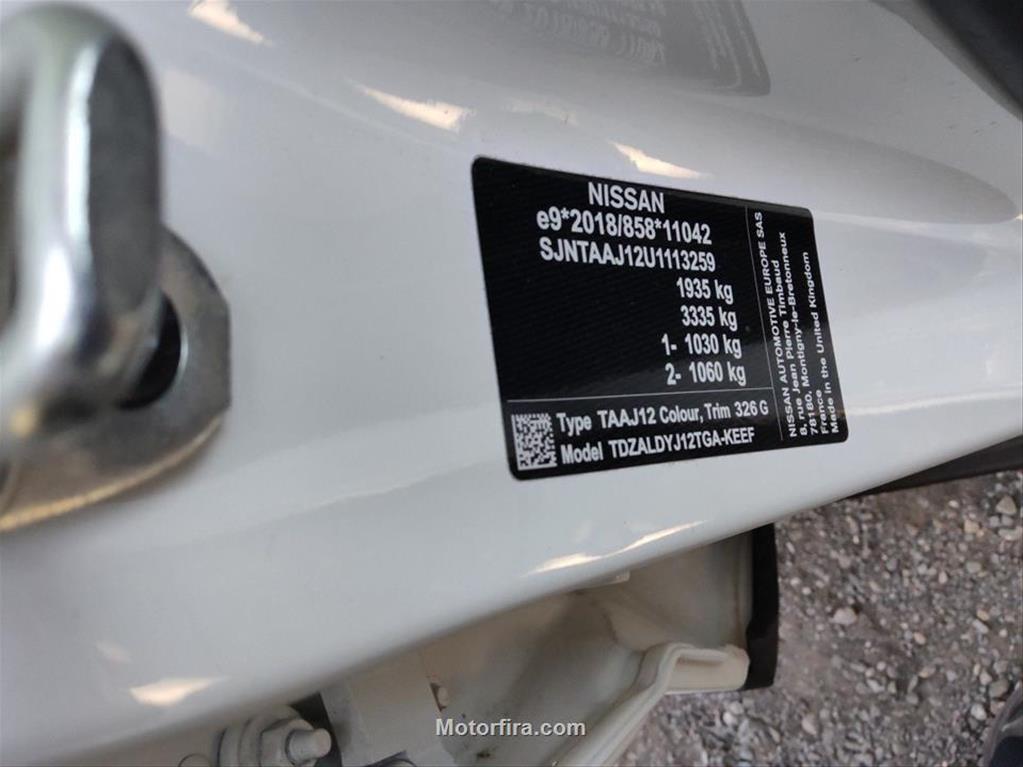 NISSAN
e9*2018/858*11042
SJNTAAJ12U1113259
1935 kg
3335 kg
1- 1030 kg
2- 1060 kg
Type TAAJ12 Colour,Trim 326 G
Model TDZALDYJ12TGA-KEEF
NISSAN AUTOMOTIVE EUROPE SAS
8, rue Jean Pierre Timbaud
78180, Montigny-le-Bretonneux
France
Made in the United Kingdom
Motorfira.com